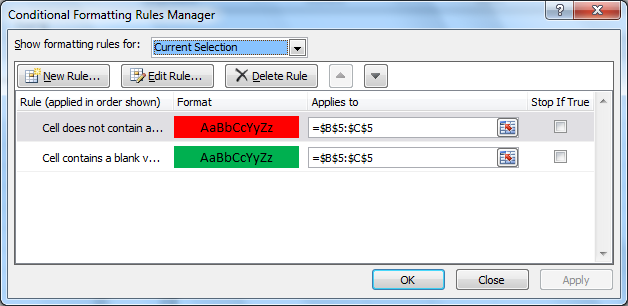 Conditional Formatting Rules Manager
Show formatting rules for: Current Selection
New Rule... Edit Rule... Delete Rule
Rule (applied in order shown) Format Applies to Stop If True
Cell does not contain a... AaBbCcYyZz =$B$5:$C$5
Cell contains a blank v... AaBbCcYyZz =$B$5:$C$5
OK Close Apply